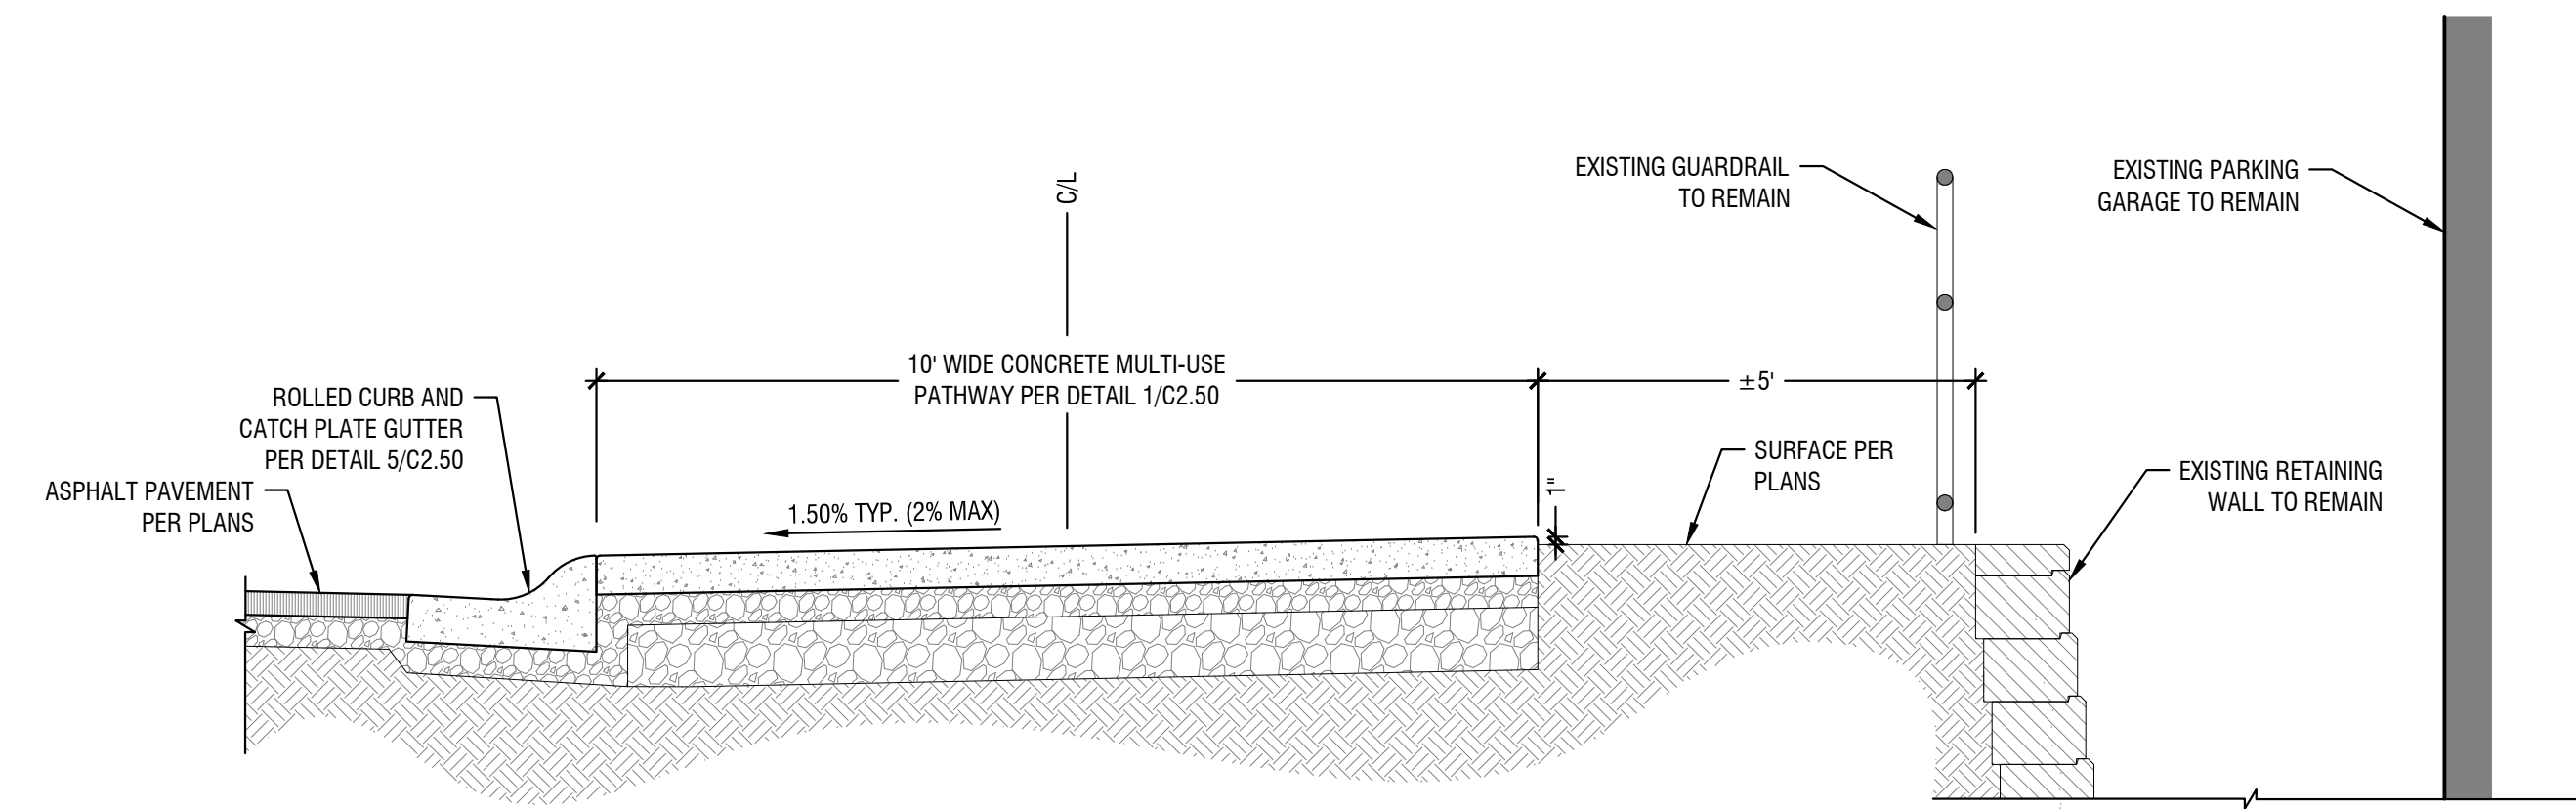 EXISTING GUARDRAIL
TO REMAIN
EXISTING PARKING
GARAGE TO REMAIN
C/L
10' WIDE CONCRETE MULTI-USE
PATHWAY PER DETAIL 1/C2.50
±5'
ROLLED CURB AND
CATCH PLATE GUTTER
PER DETAIL 5/C2.50
SURFACE PER
PLANS
EXISTING RETAINING
WALL TO REMAIN
ASPHALT PAVEMENT
PER PLANS
1.50% TYP. (2% MAX)
1"